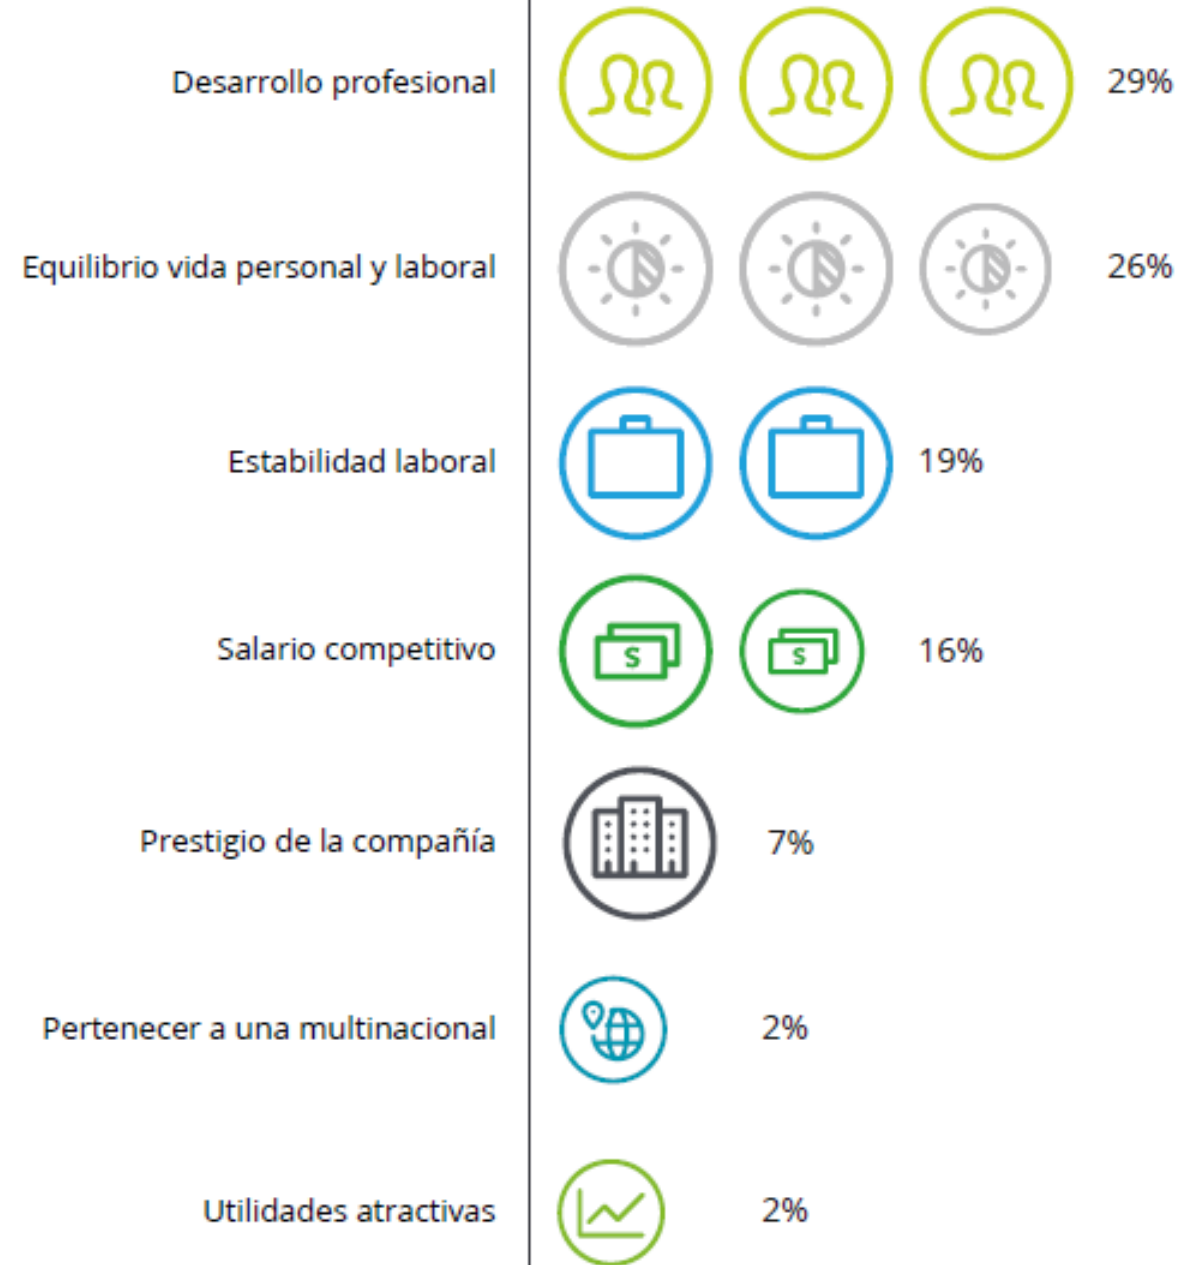 Desarrollo profesional 29%
Equilibrio vida personal y laboral 26%
Estabilidad laboral 19%
Salario competitivo $ $ 16%
Prestigio de la compañía 7%
Pertenecer a una multinacional 2%
Utilidades atractivas 2%